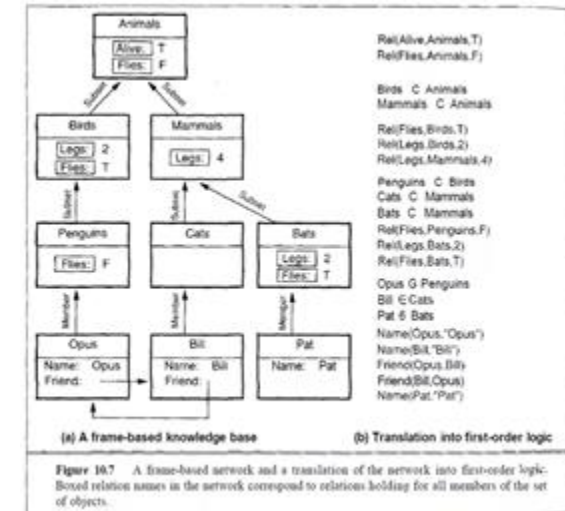 Animals
Alive: T
Flies: F
Subset
Subset
Birds
Legs: 2
Flies: T
Mammals
Legs: 4
Subset
Subset
Subset
Penguins
Flies: F
Cats
Bats
Legs: 2
Flies: T
Member
Member
Member
Opus
Name: Opus
Friend:
Bill
Name: Bill
Friend:
Pat
Name: Pat
(a) A frame-based knowledge base
Rel(Alive,Animals,T)
Rel(Flies,Animals,F)
Birds C Animals
Mammals C Animals
Rel(Flies,Birds,T)
Rel(Legs,Birds,2)
Rel(Legs,Mammals,4)
Penguins C Birds
Cats C Mammals
Bats C Mammals
Rel(Flies,Penguins,F)
Rel(Legs,Bats,2)
Rel(Flies,Bats,T)
Opus G Penguins
Bill ∈ Cats
Pat 6 Bats
Name(Opus,"Opus")
Name(Bill,"Bill")
Friend(Opus,Bill)
Friend(Bill,Opus)
Name(Pat,"Pat")
(b) Translation into first-order logic
Figure 10.7 A frame-based network and a translation of the network into first-order logic.
Boxed relation names in the network correspond to relations holding for all members of the set
of objects.